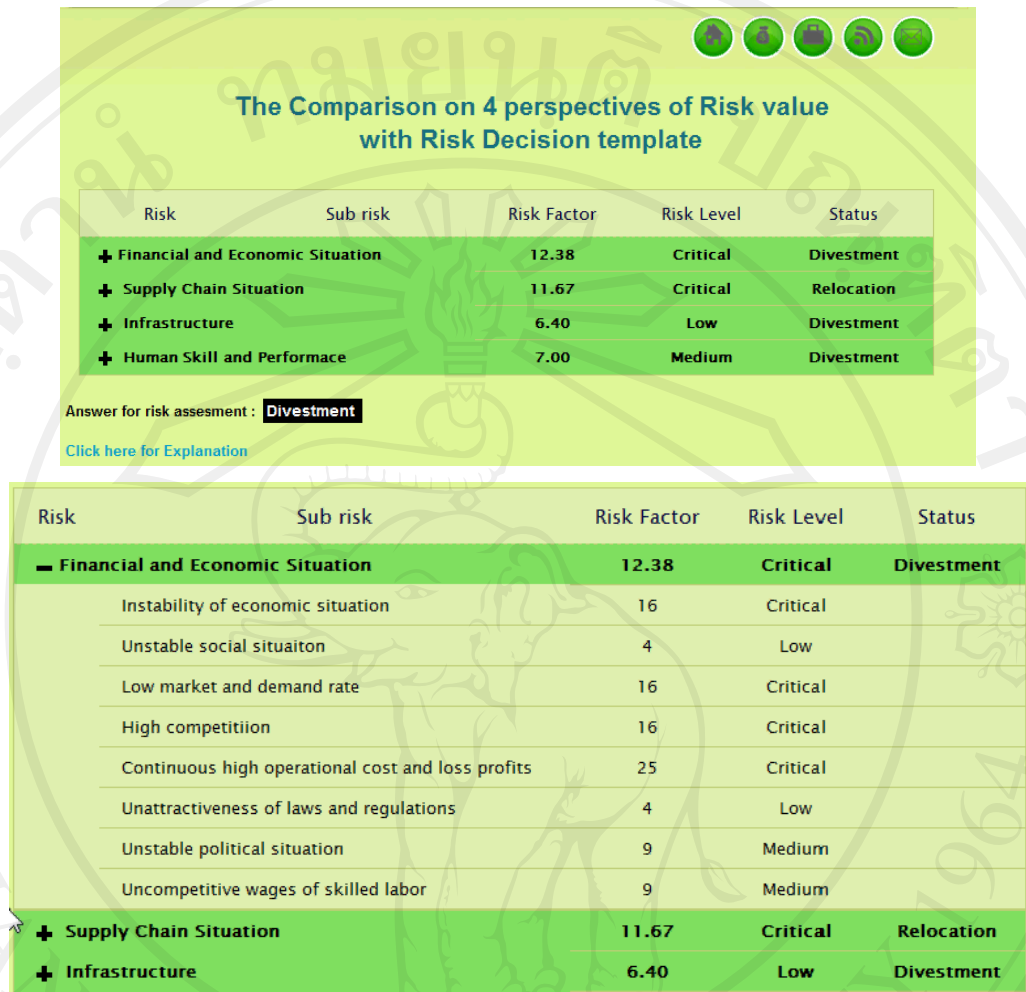 The Comparison on 4 perspectives of Risk value
with Risk Decision template
Risk Sub risk Risk Factor Risk Level Status
Financial and Economic Situation 12.38 Critical Divestment
Supply Chain Situation 11.67 Critical Relocation
Infrastructure 6.40 Low Divestment
Human Skill and Performace 7.00 Medium Divestment
Answer for risk assesment : Divestment
Click here for Explanation
Risk Sub risk Risk Factor Risk Level Status
Financial and Economic Situation 12.38 Critical Divestment
Instability of economic situation 16 Critical
Unstable social situaiton 4 Low
Low market and demand rate 16 Critical
High competitiion 16 Critical
Continuous high operational cost and loss profits 25 Critical
Unattractiveness of laws and regulations 4 Low
Unstable political situation 9 Medium
Uncompetitive wages of skilled labor 9 Medium
Supply Chain Situation 11.67 Critical Relocation
Infrastructure 6.40 Low Divestment
1964